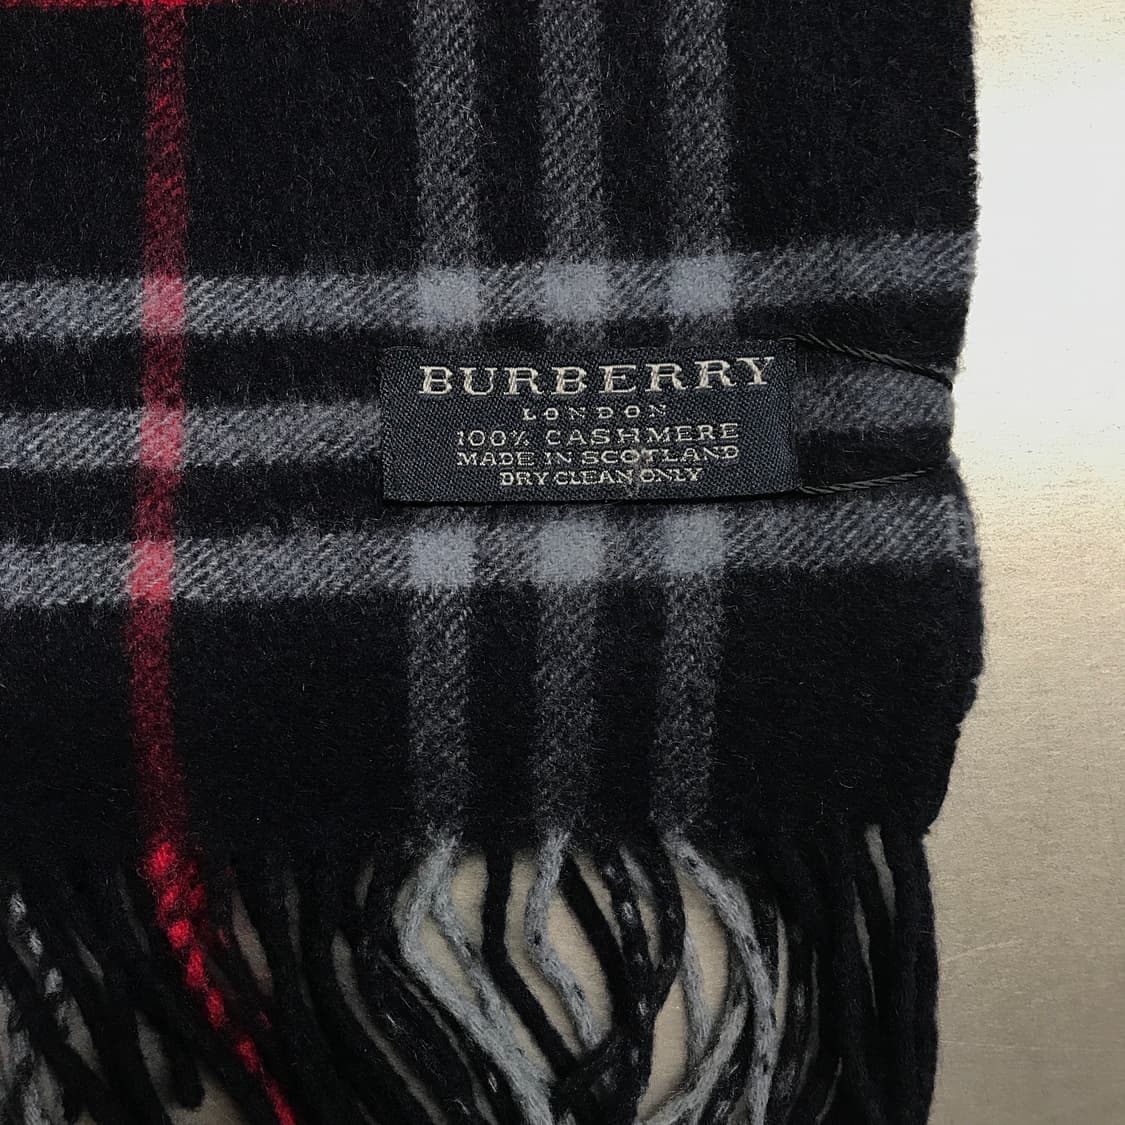 BURBERRY
LONDON
100% CASHMERE
MADE IN SCOTLAND
DRY CLEAN ONLY